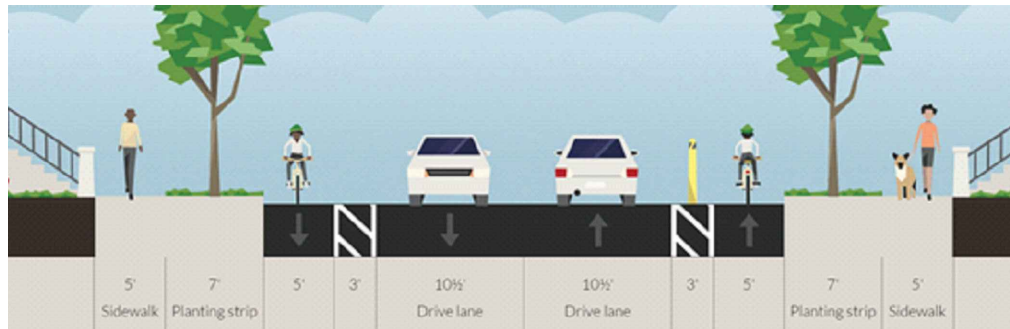 5' 7' 5' 3' 10½' 10½' 3' 5' 7' 5'
Sidewalk Planting strip Drive lane Drive lane Planting strip Sidewalk